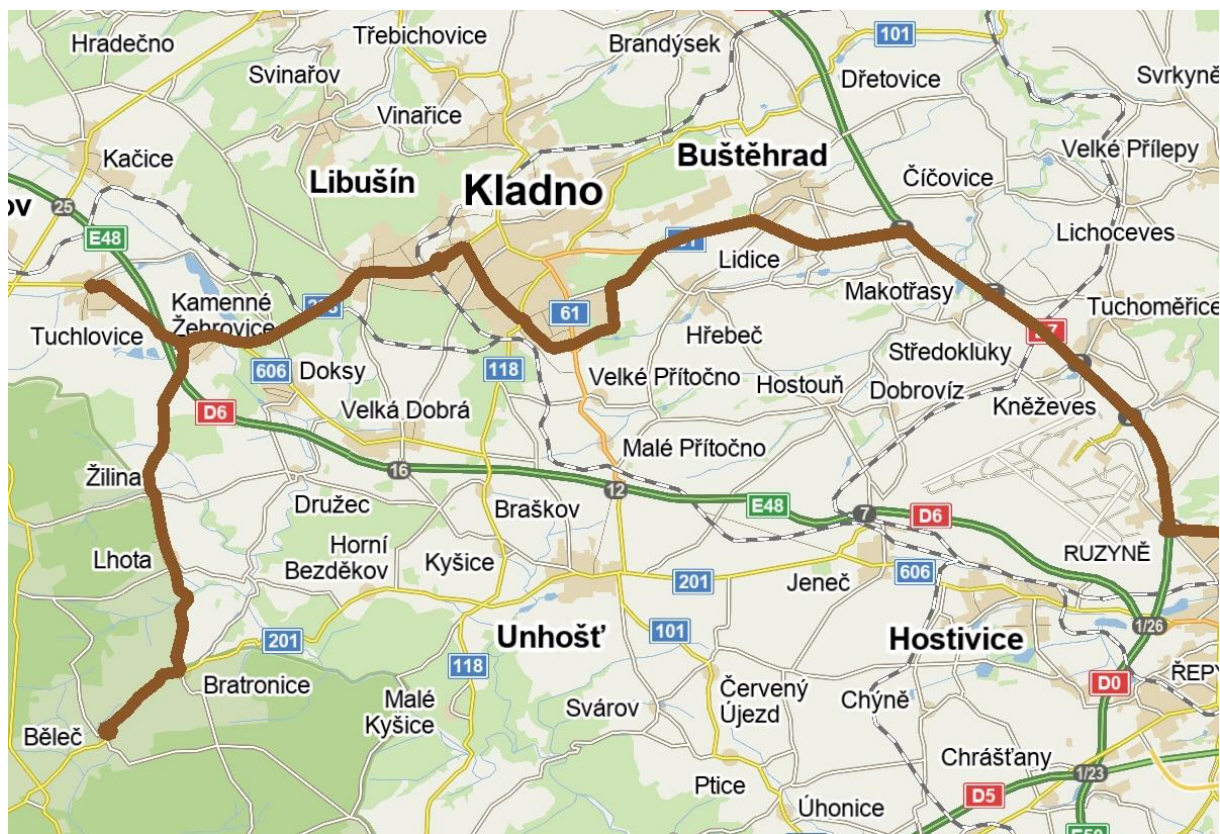 Hradečno
Třebichovice
Brandýsek
101
Svinařov
Dřetovice
Svrkyně
Vinařice
Kačice
Buštěhrad
Velké Přílepy
Libušín
Kladno
Číčovice
25
E48
7
Lichoceves
Lidice
Kamenné
Žehrovice
Makotřasy
Tuchoměřice
61
Tuchlovice
Hřebeč
Středokluky
606
Doksy
118
Velké Přítočno
Hostouň
Dobrovíz
D6
Velká Dobrá
Kněževes
Malé Přítočno
Žilina
16
12
Družec
Braškov
E48
7
D6
Lhota
Horní
Bezděkov
Kyšice
RUZYNĚ
201
Jeneč
606
201
Unhošť
101
Hostivice
1/26
118
Bratronice
Červený
Újezd
Chýně
D0
ŘEPY
Malé
Kyšice
Svárov
Běleč
Chrášťany
1/23
Ptice
D5
Úhonice